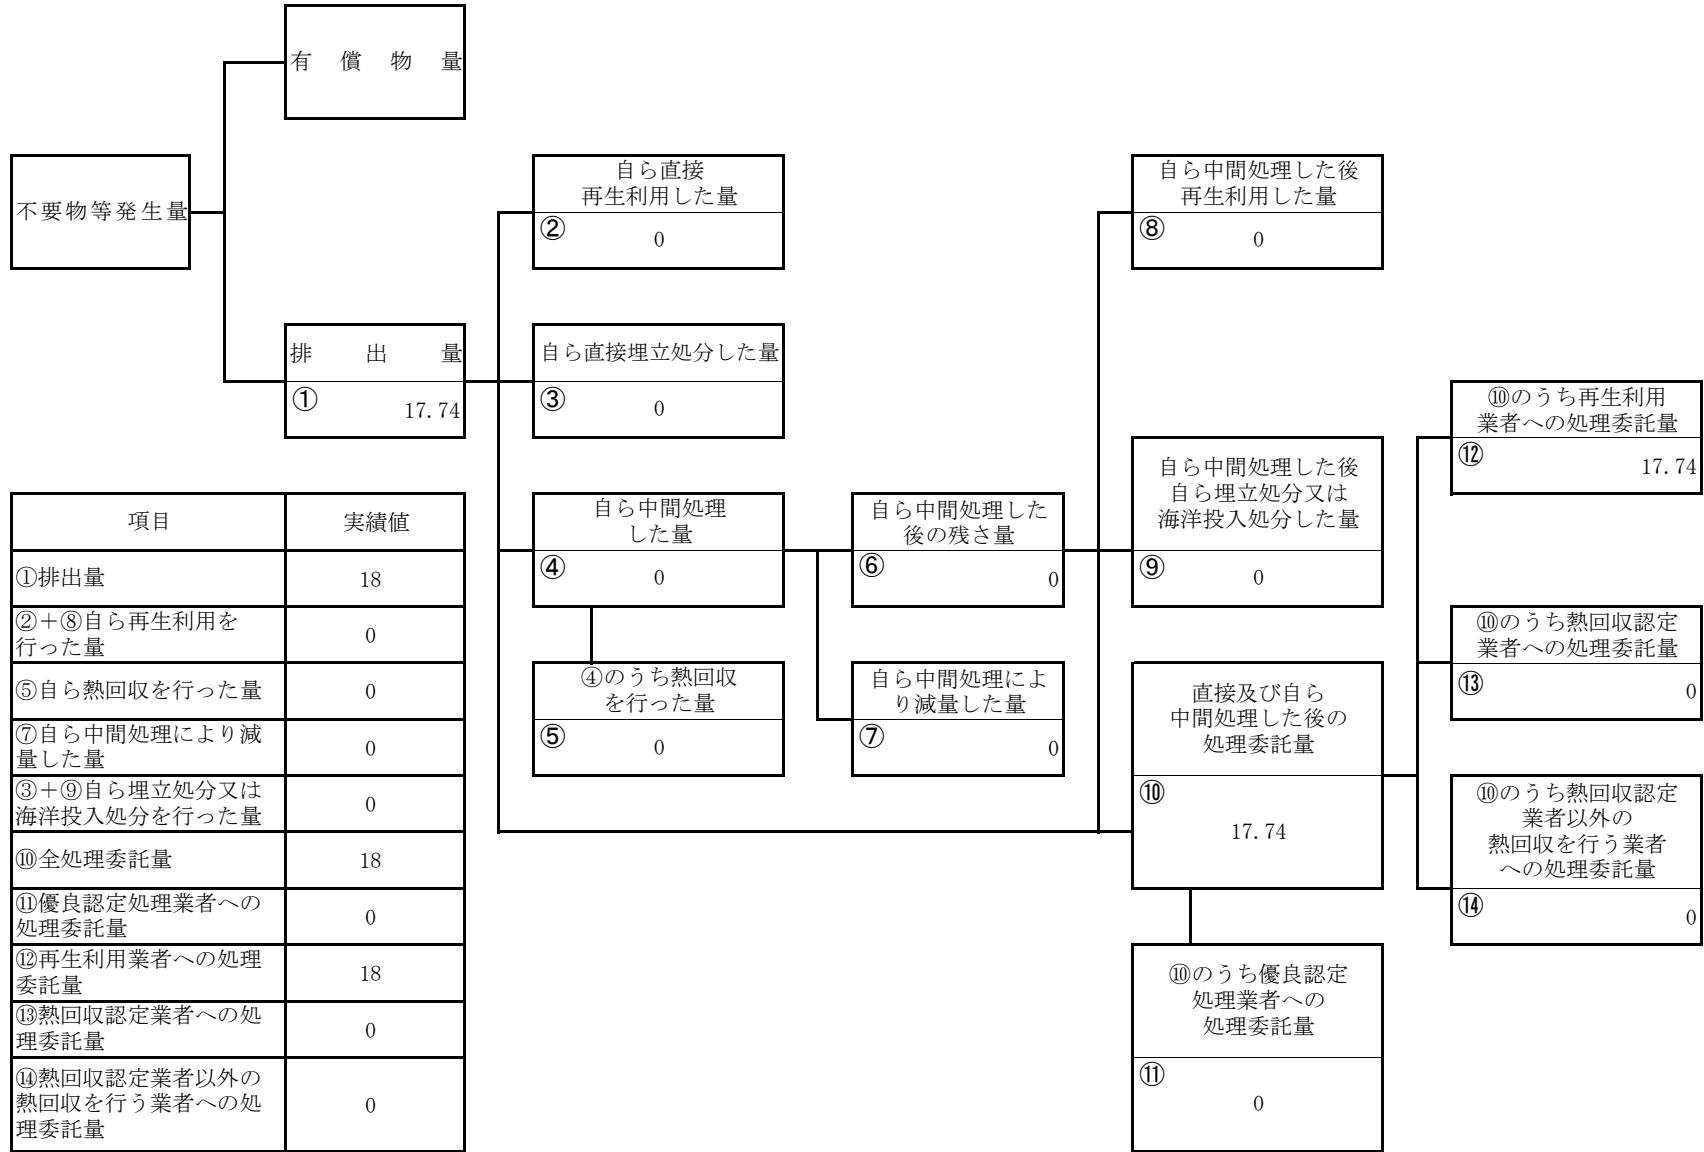 有償物量
不要物等発生量
排出量
①
17.74
自ら直接
再生利用した量
②
0
自ら直接埋立処分した量
③
0
自ら中間処理
した量
④
0
④のうち熱回収
を行った量
⑤
0
自ら中間処理した
後の残さ量
⑥
0
自ら中間処理によ
り減量した量
⑦
0
自ら中間処理した後
再生利用した量
⑧
0
自ら中間処理した後
自ら埋立処分又は
海洋投入処分した量
⑨
0
直接及び自ら
中間処理した後の
処理委託量
⑩
17.74
⑩のうち優良認定
処理業者への
処理委託量
⑪
0
⑩のうち再生利用
業者への処理委託量
⑫
17.74
⑩のうち熱回収認定
業者への処理委託量
⑬
0
⑩のうち熱回収認定
業者以外の
熱回収を行う業者
への処理委託量
⑭
0
項目 実績値
①排出量 18
②＋⑧自ら再生利用を
行った量 0
⑤自ら熱回収を行った量 0
⑦自ら中間処理により減
量した量 0
③＋⑨自ら埋立処分又は
海洋投入処分を行った量 0
⑩全処理委託量 18
⑪優良認定処理業者への
処理委託量 0
⑫再生利用業者への処理
委託量 18
⑬熱回収認定業者への処
理委託量 0
⑭熱回収認定業者以外の
熱回収を行う業者への処
理委託量 0